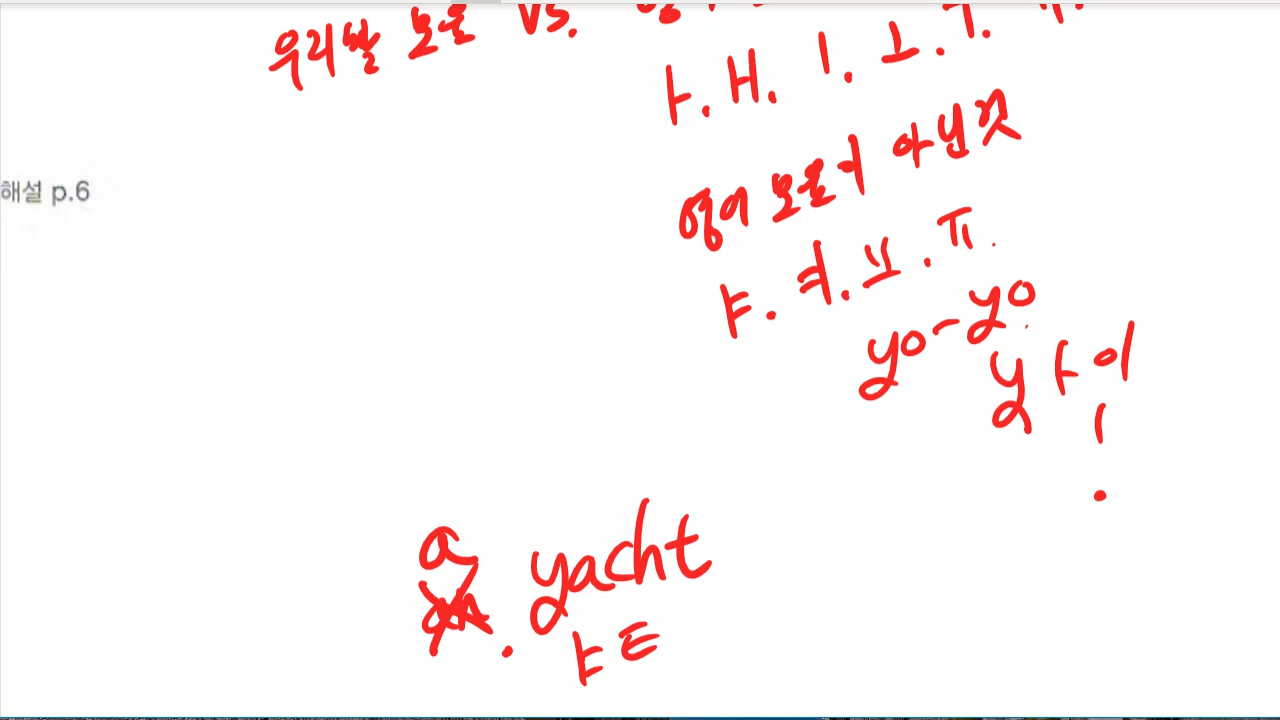 우리말 모음 VS.
ㅏ. ㅐ. ㅣ. ㅗ. ㅜ.
해설 p.6
영어 모음이 아닌것
ㅑ. ㅕ. ㅛ. ㅠ.
yo-yo
y ㅏ이
ㅣ
a
yacht
ㅑㅌ